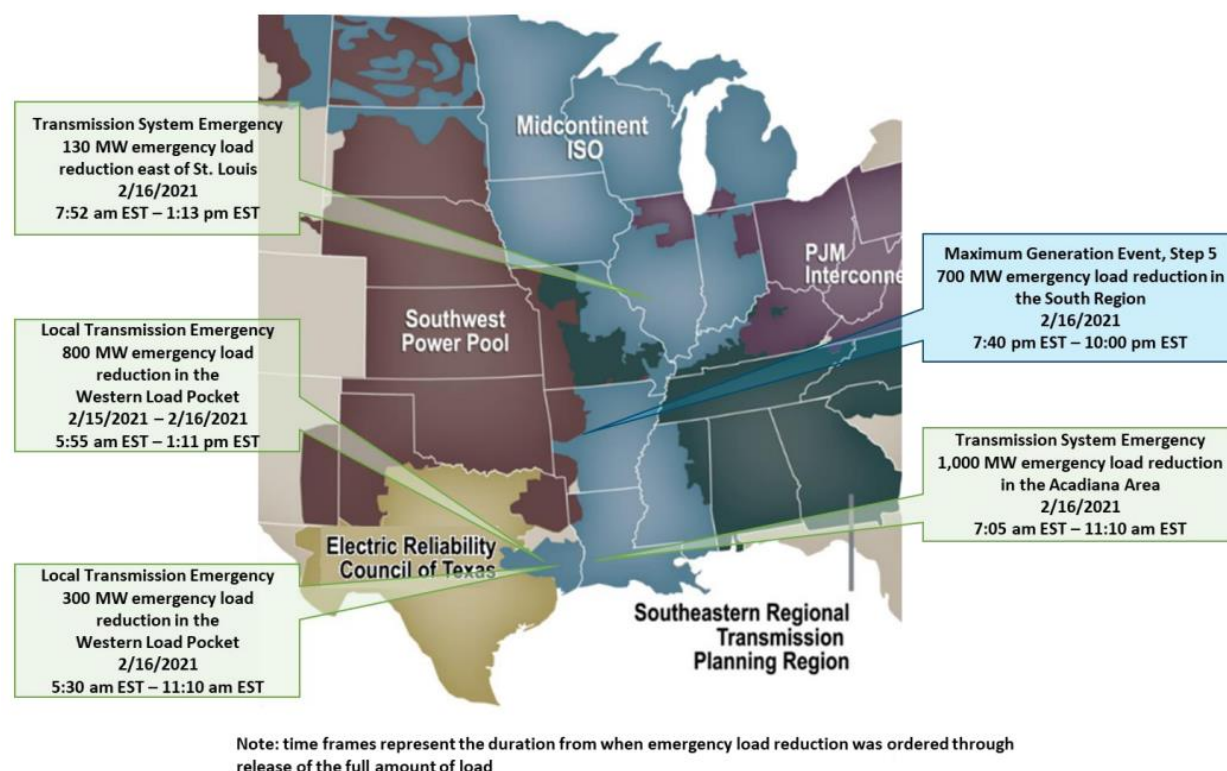 Transmission System Emergency
130 MW emergency load
reduction east of St. Louis
2/16/2021
7:52 am EST – 1:13 pm EST
Midcontinent
ISO
PJM
Interconne
Maximum Generation Event, Step 5
700 MW emergency load reduction in
the South Region
2/16/2021
7:40 pm EST – 10:00 pm EST
Local Transmission Emergency
800 MW emergency load
reduction in the
Western Load Pocket
2/15/2021 – 2/16/2021
5:55 am EST – 1:11 pm EST
Southwest
Power Pool
Transmission System Emergency
1,000 MW emergency load reduction
in the Acadiana Area
2/16/2021
7:05 am EST – 11:10 am EST
Electric Reliability
Council of Texas
Local Transmission Emergency
300 MW emergency load
reduction in the
Western Load Pocket
2/16/2021
5:30 am EST – 11:10 am EST
Southeastern Regional
Transmission
Planning Region
Note: time frames represent the duration from when emergency load reduction was ordered through
release of the full amount of load